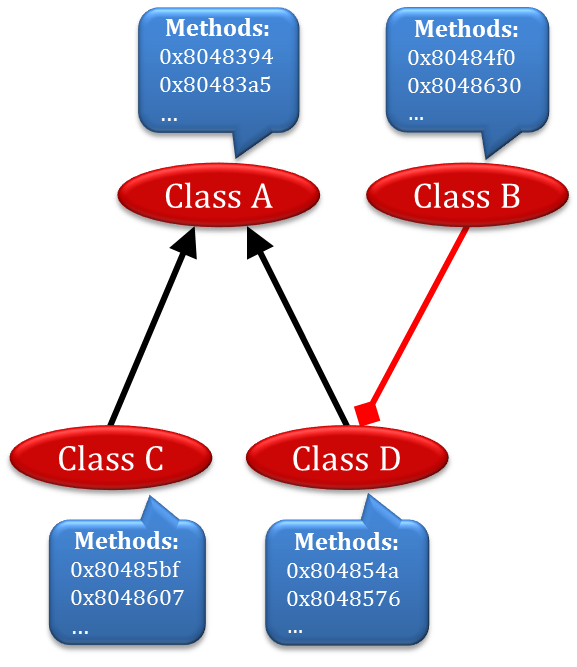 Methods:
0x8048394
0x80483a5
...
Methods:
0x80484f0
0x8048630
...
Class A
Class B
Class C
Class D
Methods:
0x80485bf
0x8048607
...
Methods:
0x804854a
0x8048576
...